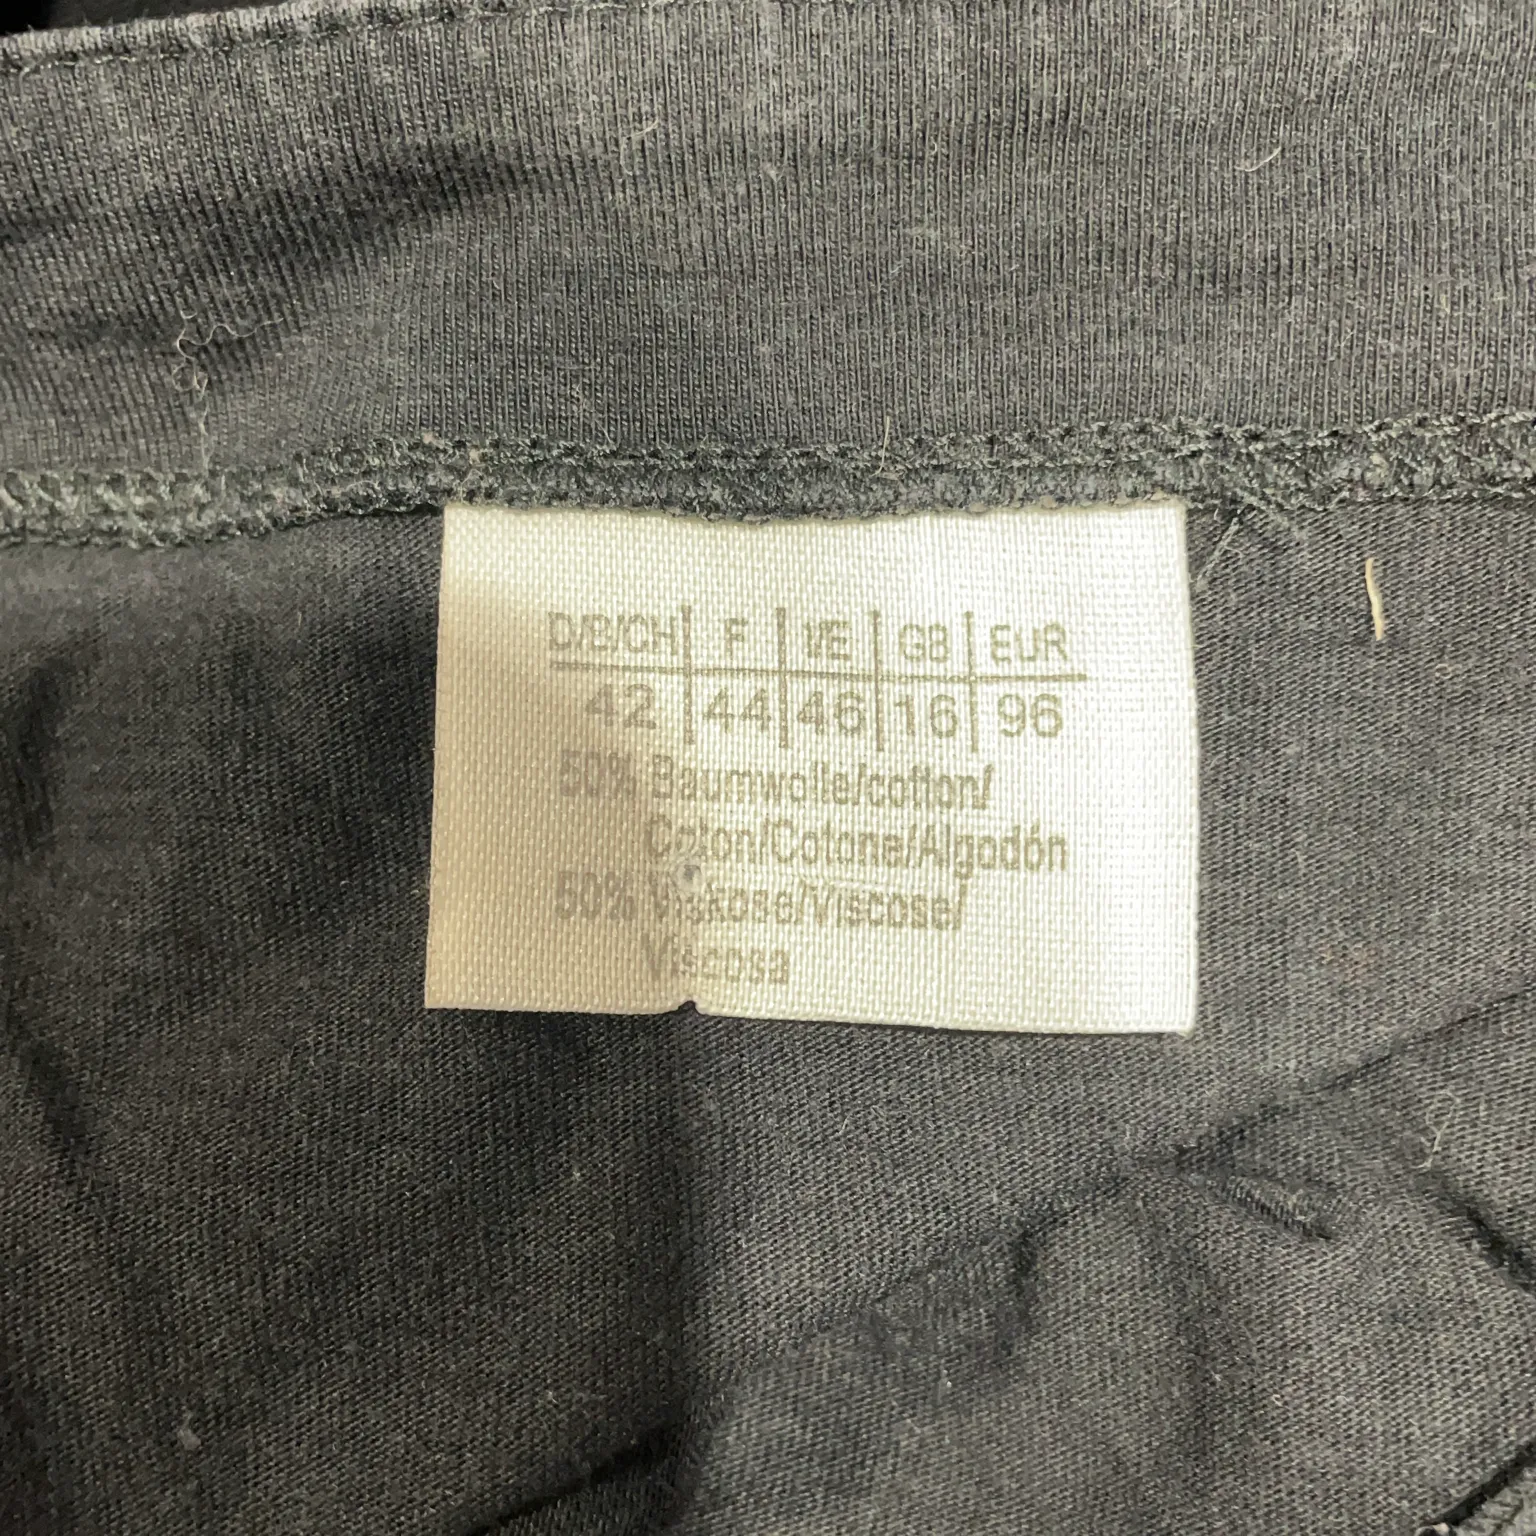 D/B/CH F I/E GB EUR
42 44 46 16 96
50% Baumwolle/cotton/
Coton/Cotone/Algodón
50% Viskose/Viscose/
Viscosa